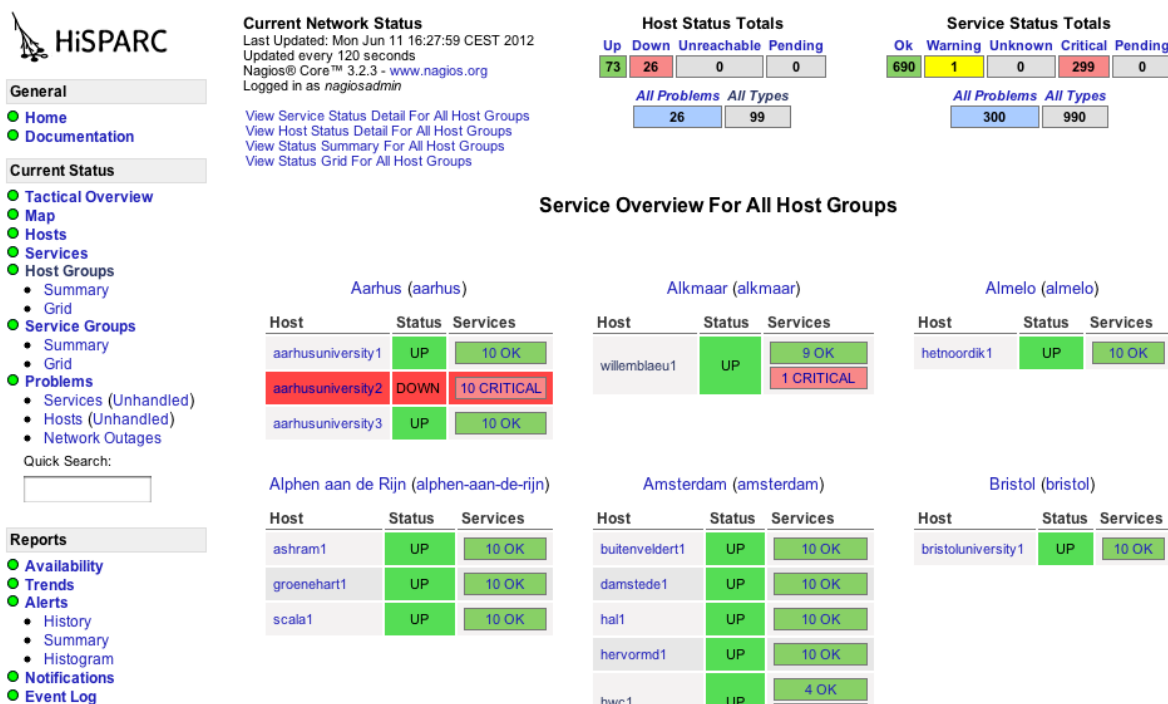 HiSPARC
General
Home
Documentation
Current Status
Tactical Overview
Map
Hosts
Services
Host Groups
Summary
Grid
Service Groups
Summary
Grid
Problems
Services (Unhandled)
Hosts (Unhandled)
Network Outages
Quick Search:
Reports
Availability
Trends
Alerts
History
Summary
Histogram
Notifications
Event Log
Current Network Status
Last Updated: Mon Jun 11 16:27:59 CEST 2012
Updated every 120 seconds
Nagios® Core™ 3.2.3 - www.nagios.org
Logged in as nagiosadmin
View Service Status Detail For All Host Groups
View Host Status Detail For All Host Groups
View Status Summary For All Host Groups
View Status Grid For All Host Groups
Host Status Totals
Up Down Unreachable Pending
73 26 0 0
All Problems All Types
26 99
Service Status Totals
Ok Warning Unknown Critical Pending
690 1 0 299 0
All Problems All Types
300 990
Service Overview For All Host Groups
Aarhus (aarhus)
Host Status Services
aarhusuniversity1 UP 10 OK
aarhusuniversity2 DOWN 10 CRITICAL
aarhusuniversity3 UP 10 OK
Alkmaar (alkmaar)
Host Status Services
willemblaeu1 UP 9 OK
1 CRITICAL
Almelo (almelo)
Host Status Services
hetnoordik1 UP 10 OK
Alphen aan de Rijn (alphen-aan-de-rijn)
Host Status Services
ashram1 UP 10 OK
groenehart1 UP 10 OK
scala1 UP 10 OK
Amsterdam (amsterdam)
Host Status Services
buitenveldert1 UP 10 OK
damstede1 UP 10 OK
hal1 UP 10 OK
hervormd1 UP 10 OK
UP 4 OK
Bristol (bristol)
Host Status Services
bristoluniversity1 UP 10 OK